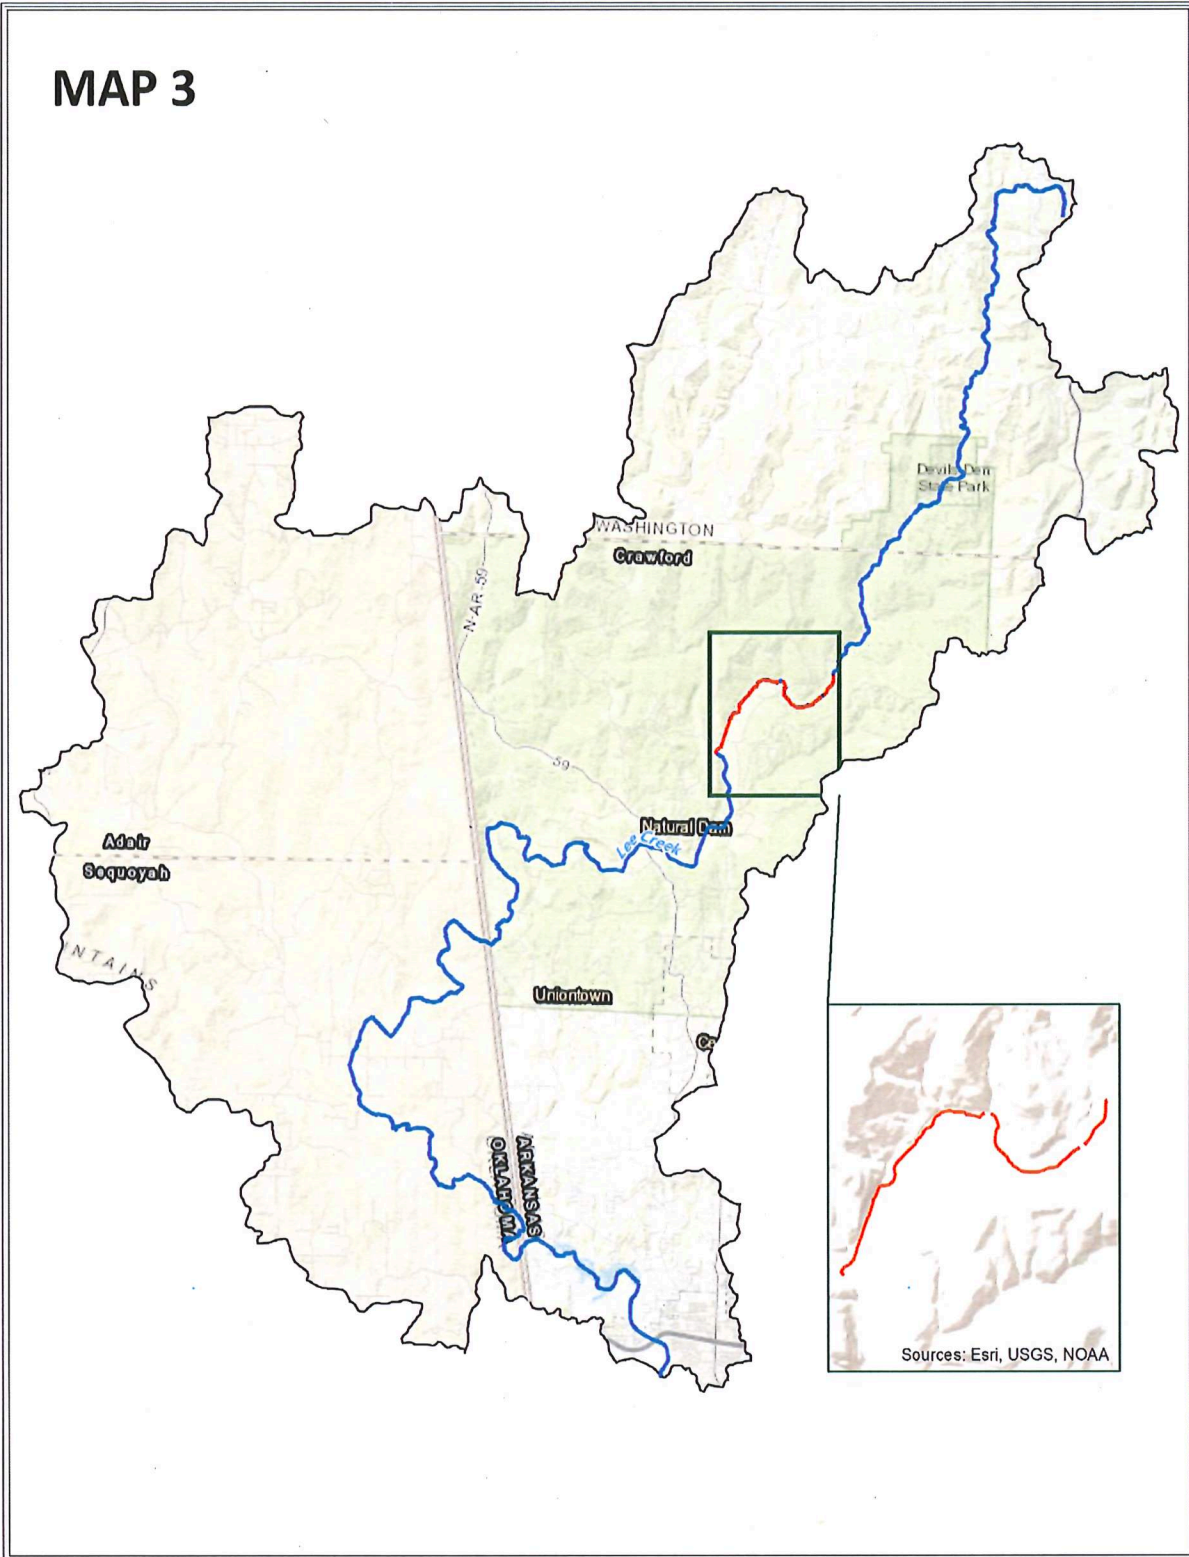 MAP 3
Devils Den
State Park
WASHINGTON
Crawford
N-AR-59
59
Natural Dam
Lee Creek
Adair
Sequoyah
NTAINS
Uniontown
Ce
ARKANSAS
OKLAHOMA
Sources: Esri, USGS, NOAA